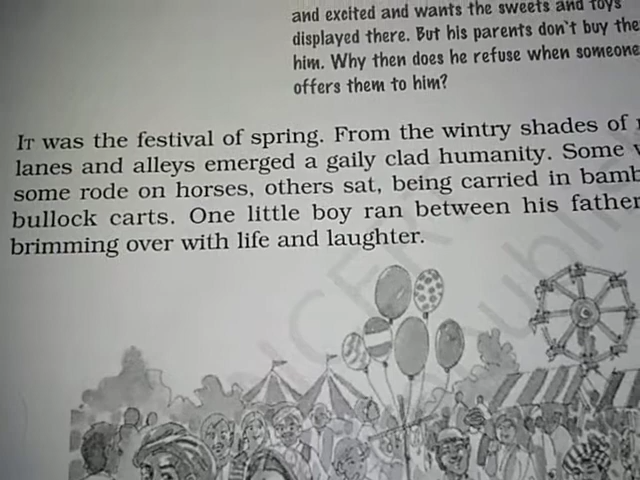 and excited and wants the sweets and toys
displayed there. But his parents don't buy
him. Why then does he refuse when someone
offers them to him?
IT was the festival of spring. From the wintry shades of
lanes and alleys emerged a gaily clad humanity. Some
some rode on horses, others sat, being carried in
bullock carts. One little boy ran between his father
brimming over with life and laughter.